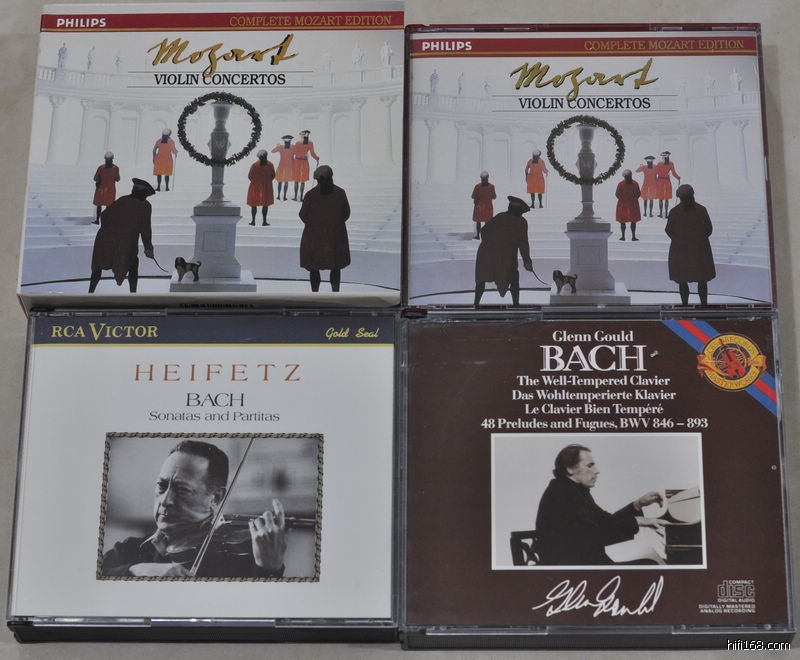 PHILIPS
COMPLETE MOZART EDITION
Mozart
VIOLIN CONCERTOS
PHILIPS
COMPLETE MOZART EDITION
Mozart
VIOLIN CONCERTOS
RCA VICTOR
Gold Seal
HEIFETZ
BACH
Sonatas and Partitas
Glenn Gould
BACH
The Well-Tempered Clavier
Das Wohltemperierte Klavier
Le Clavier Bien Tempéré
48 Preludes and Fugues, BWV 846 – 893
Glenn Gould
COMPACT
disc
DIGITAL AUDIO
DIGITALLY MASTERED
ANALOG RECORDING
hifi168.com